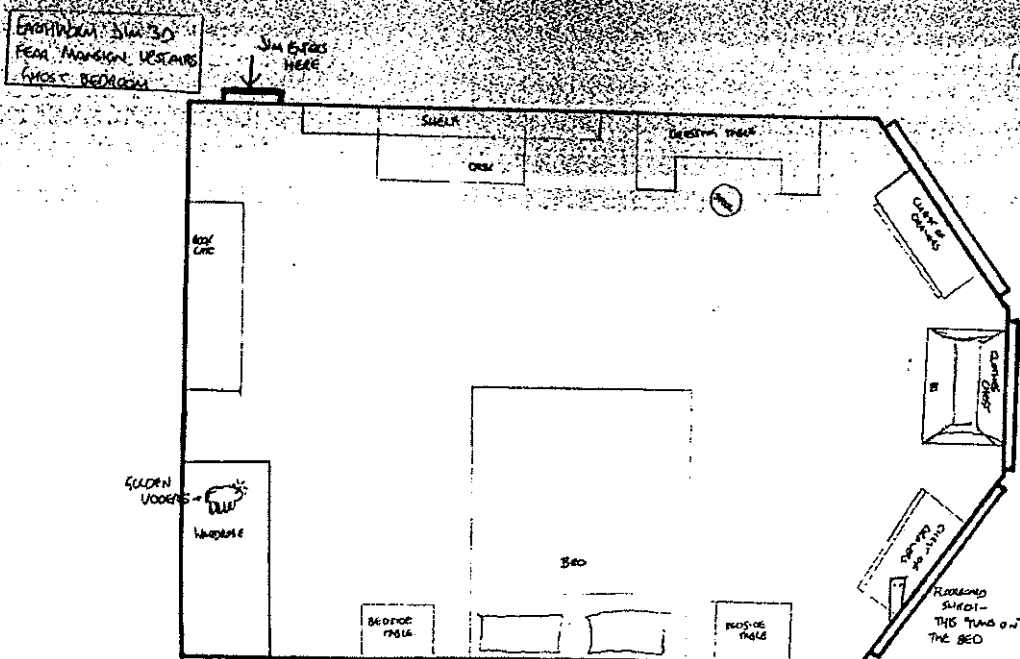 EARTHWORM JIM 3D
FEAR MANSION UPSTAIRS
GHOST BEDROOM
JIM ENTERS
HERE
SHELF
DESK
DRESSING TABLE
STOOL
CHEST OF
DRAWERS
BOOK
CASE
CLOTHES
CHEST
GOLDEN
UDDERS
WARDROBE
CHEST OF
DRAWERS
BED
BEDSIDE
TABLE
BEDSIDE
TABLE
SWITCH-
THIS TURNS ON
THE BED